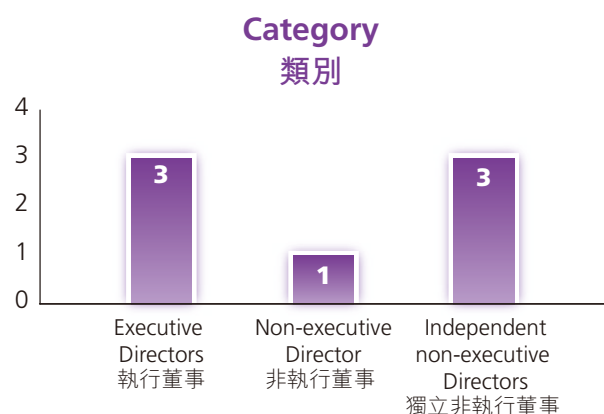 Category
類別
4
3
2
1
0
3
1
3
Executive
Directors
執行董事
Non-executive
Director
非執行董事
Independent
non-executive
Directors
獨立非執行董事